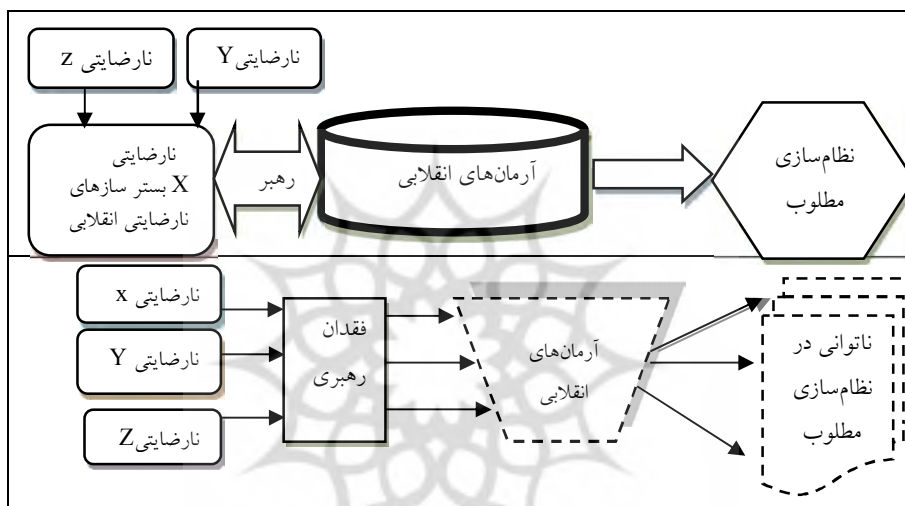 نارضایتی Y
نارضایتی z
نارضایتی
X بستر سازهای
نارضایتی انقلابی
رهبر
آرمان‌های انقلابی
نظام‌سازی
مطلوب
نارضایتی x
نارضایتی Y
نارضایتی Z
فقدان
رهبری
آرمان‌های
انقلابی
ناتوانی در
نظام‌سازی
مطلوب